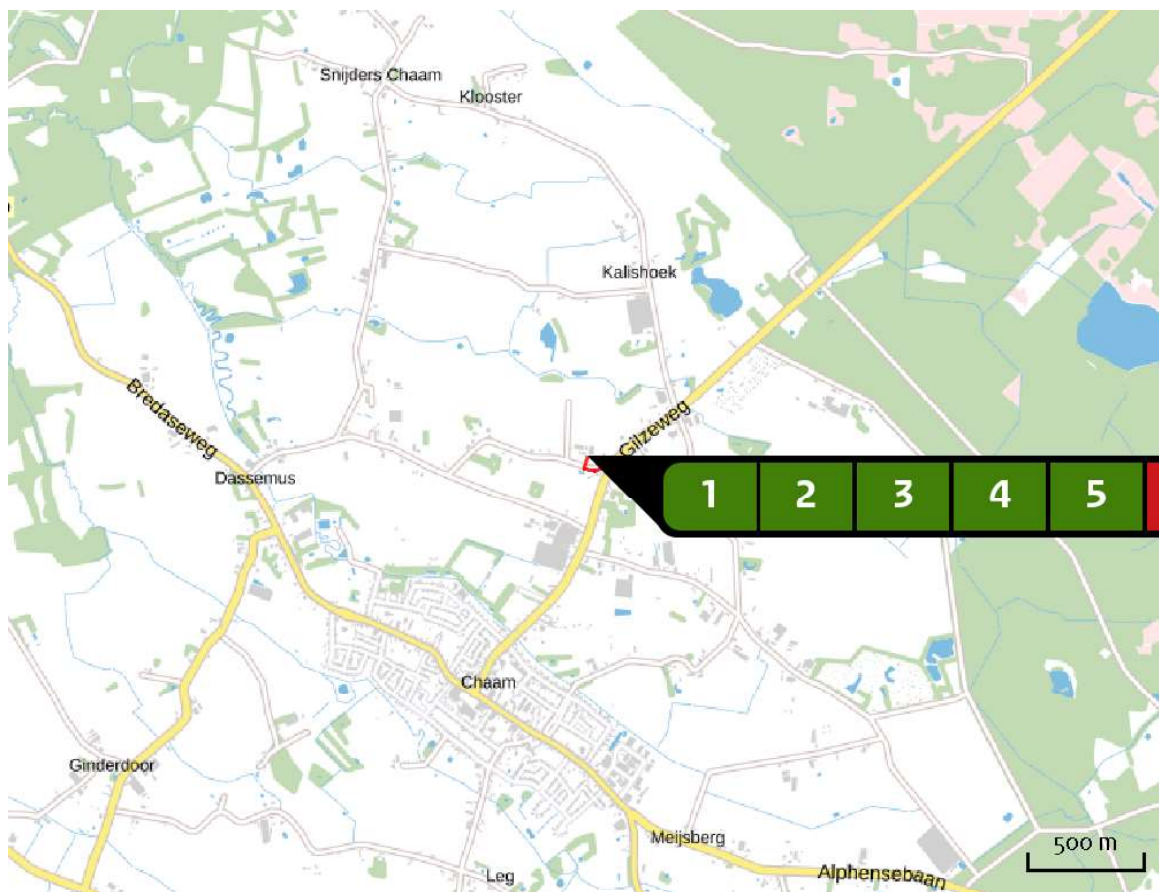 Snijders Chaam
Klooster
Kalishoek
Gilzeweg
Bredaseweg
Dassemus
1 2 3 4 5
Chaam
Ginderdoor
Meijsberg
500 m
Alphensebaan
Leg